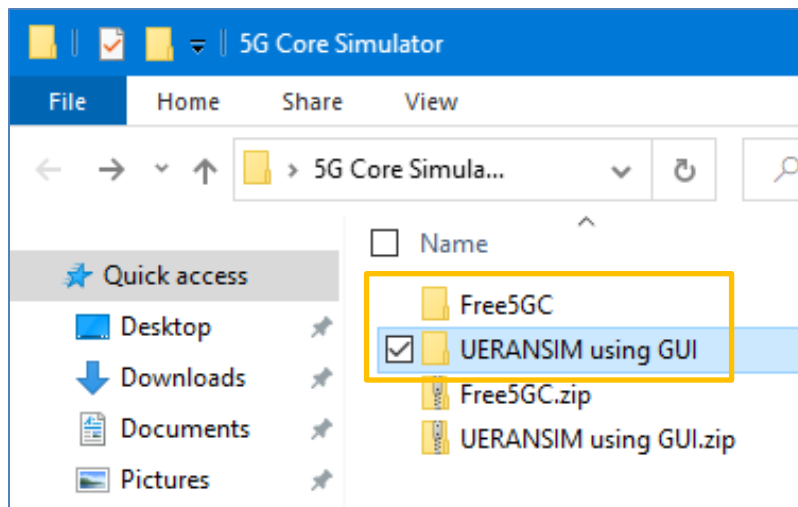 5G Core Simulator
File Home Share View
5G Core Simula...
Name
Quick access
Desktop
Downloads
Documents
Pictures
Free5GC
UERANSIM using GUI
Free5GC.zip
UERANSIM using GUI.zip